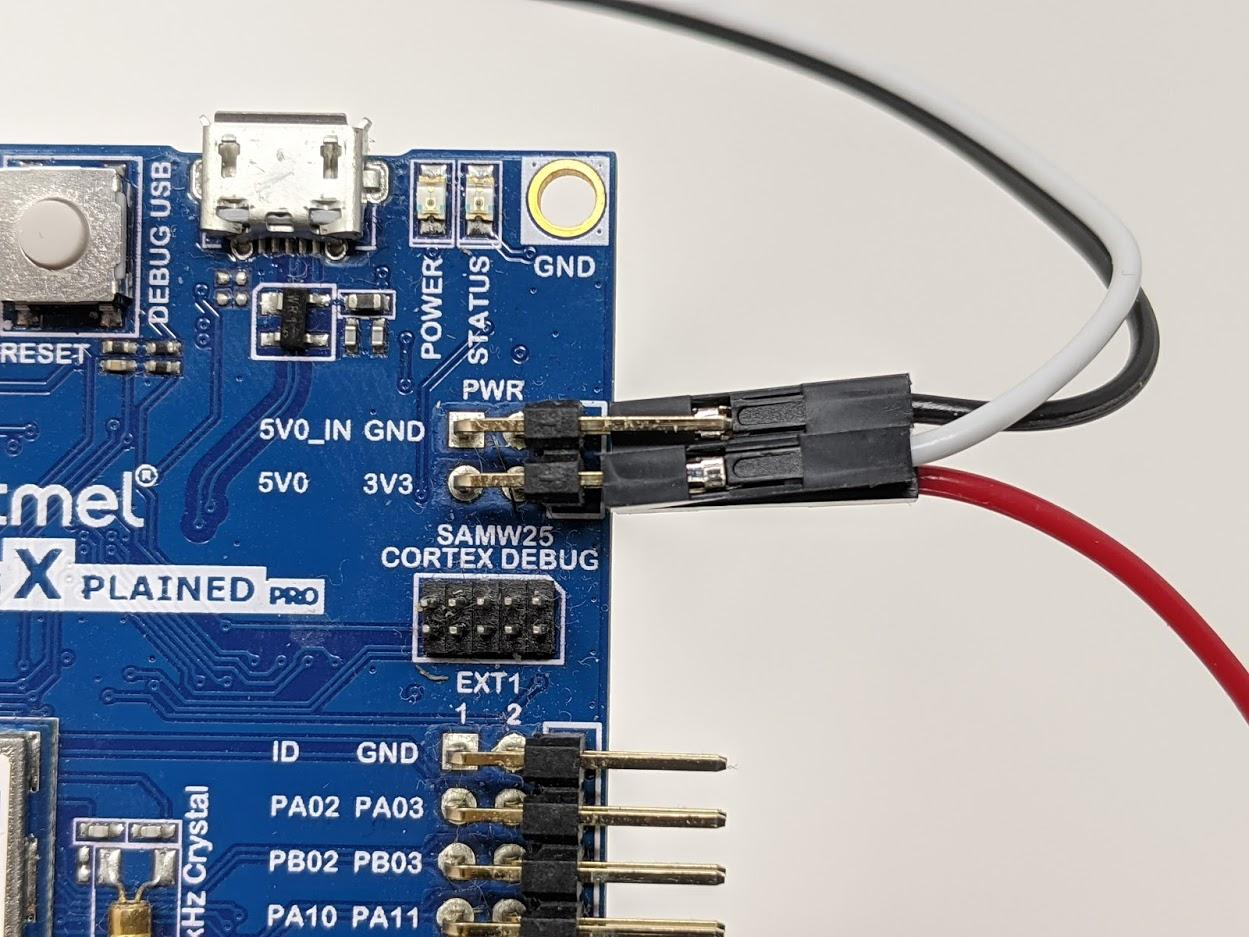 DEBUG USB
RESET
POWER
STATUS
GND
PWR
5V0_IN GND
5V0 3V3
tmel®
X PLAINED PRO
SAMW25
CORTEX DEBUG
EXT1
1 2
ID GND
PA02 PA03
PB02 PB03
PA10 PA11
kHz Crystal